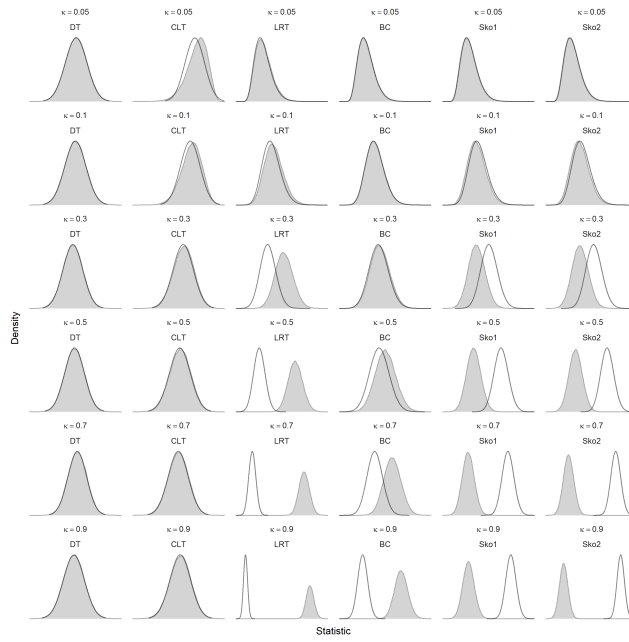 κ = 0.05 κ = 0.05 κ = 0.05 κ = 0.05 κ = 0.05 κ = 0.05
DT CLT LRT BC Sko1 Sko2
κ = 0.1 κ = 0.1 κ = 0.1 κ = 0.1 κ = 0.1 κ = 0.1
DT CLT LRT BC Sko1 Sko2
κ = 0.3 κ = 0.3 κ = 0.3 κ = 0.3 κ = 0.3 κ = 0.3
DT CLT LRT BC Sko1 Sko2
Density
κ = 0.5 κ = 0.5 κ = 0.5 κ = 0.5 κ = 0.5 κ = 0.5
DT CLT LRT BC Sko1 Sko2
κ = 0.7 κ = 0.7 κ = 0.7 κ = 0.7 κ = 0.7 κ = 0.7
DT CLT LRT BC Sko1 Sko2
κ = 0.9 κ = 0.9 κ = 0.9 κ = 0.9 κ = 0.9 κ = 0.9
DT CLT LRT BC Sko1 Sko2
Statistic